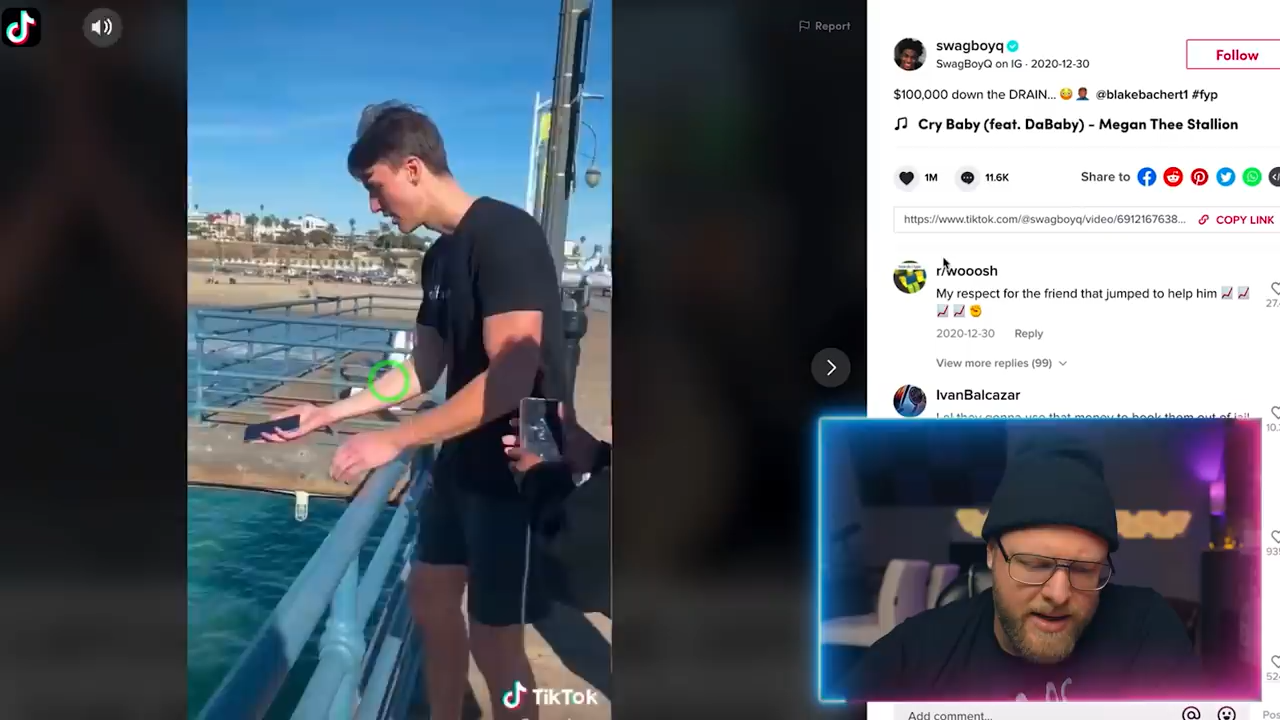 Report
swagboyq
SwagBoyQ on IG · 2020-12-30
Follow
$100,000 down the DRAIN... 😋 🤦🏾‍♂️ @blakebachert1 #fyp
Cry Baby (feat. DaBaby) - Megan Thee Stallion
1M
11.6K
Share to
https://www.tiktok.com/@swagboyq/video/6912167638...
COPY LINK
r/wooosh
My respect for the friend that jumped to help him 📈 📈
📈 📈 ✊
2020-12-30
Reply
View more replies (99)
IvanBalcazar
TikTok
Add comment...